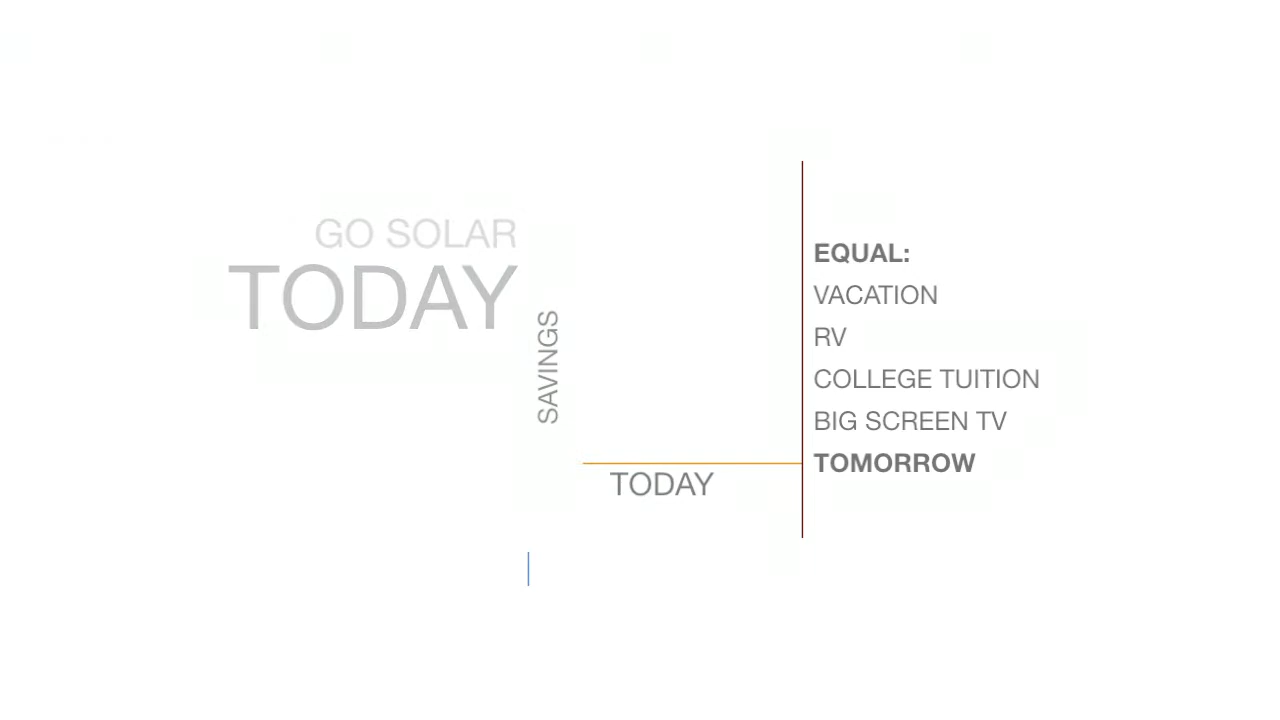 GO SOLAR
TODAY
SAVINGS
TODAY
EQUAL:
VACATION
RV
COLLEGE TUITION
BIG SCREEN TV
TOMORROW